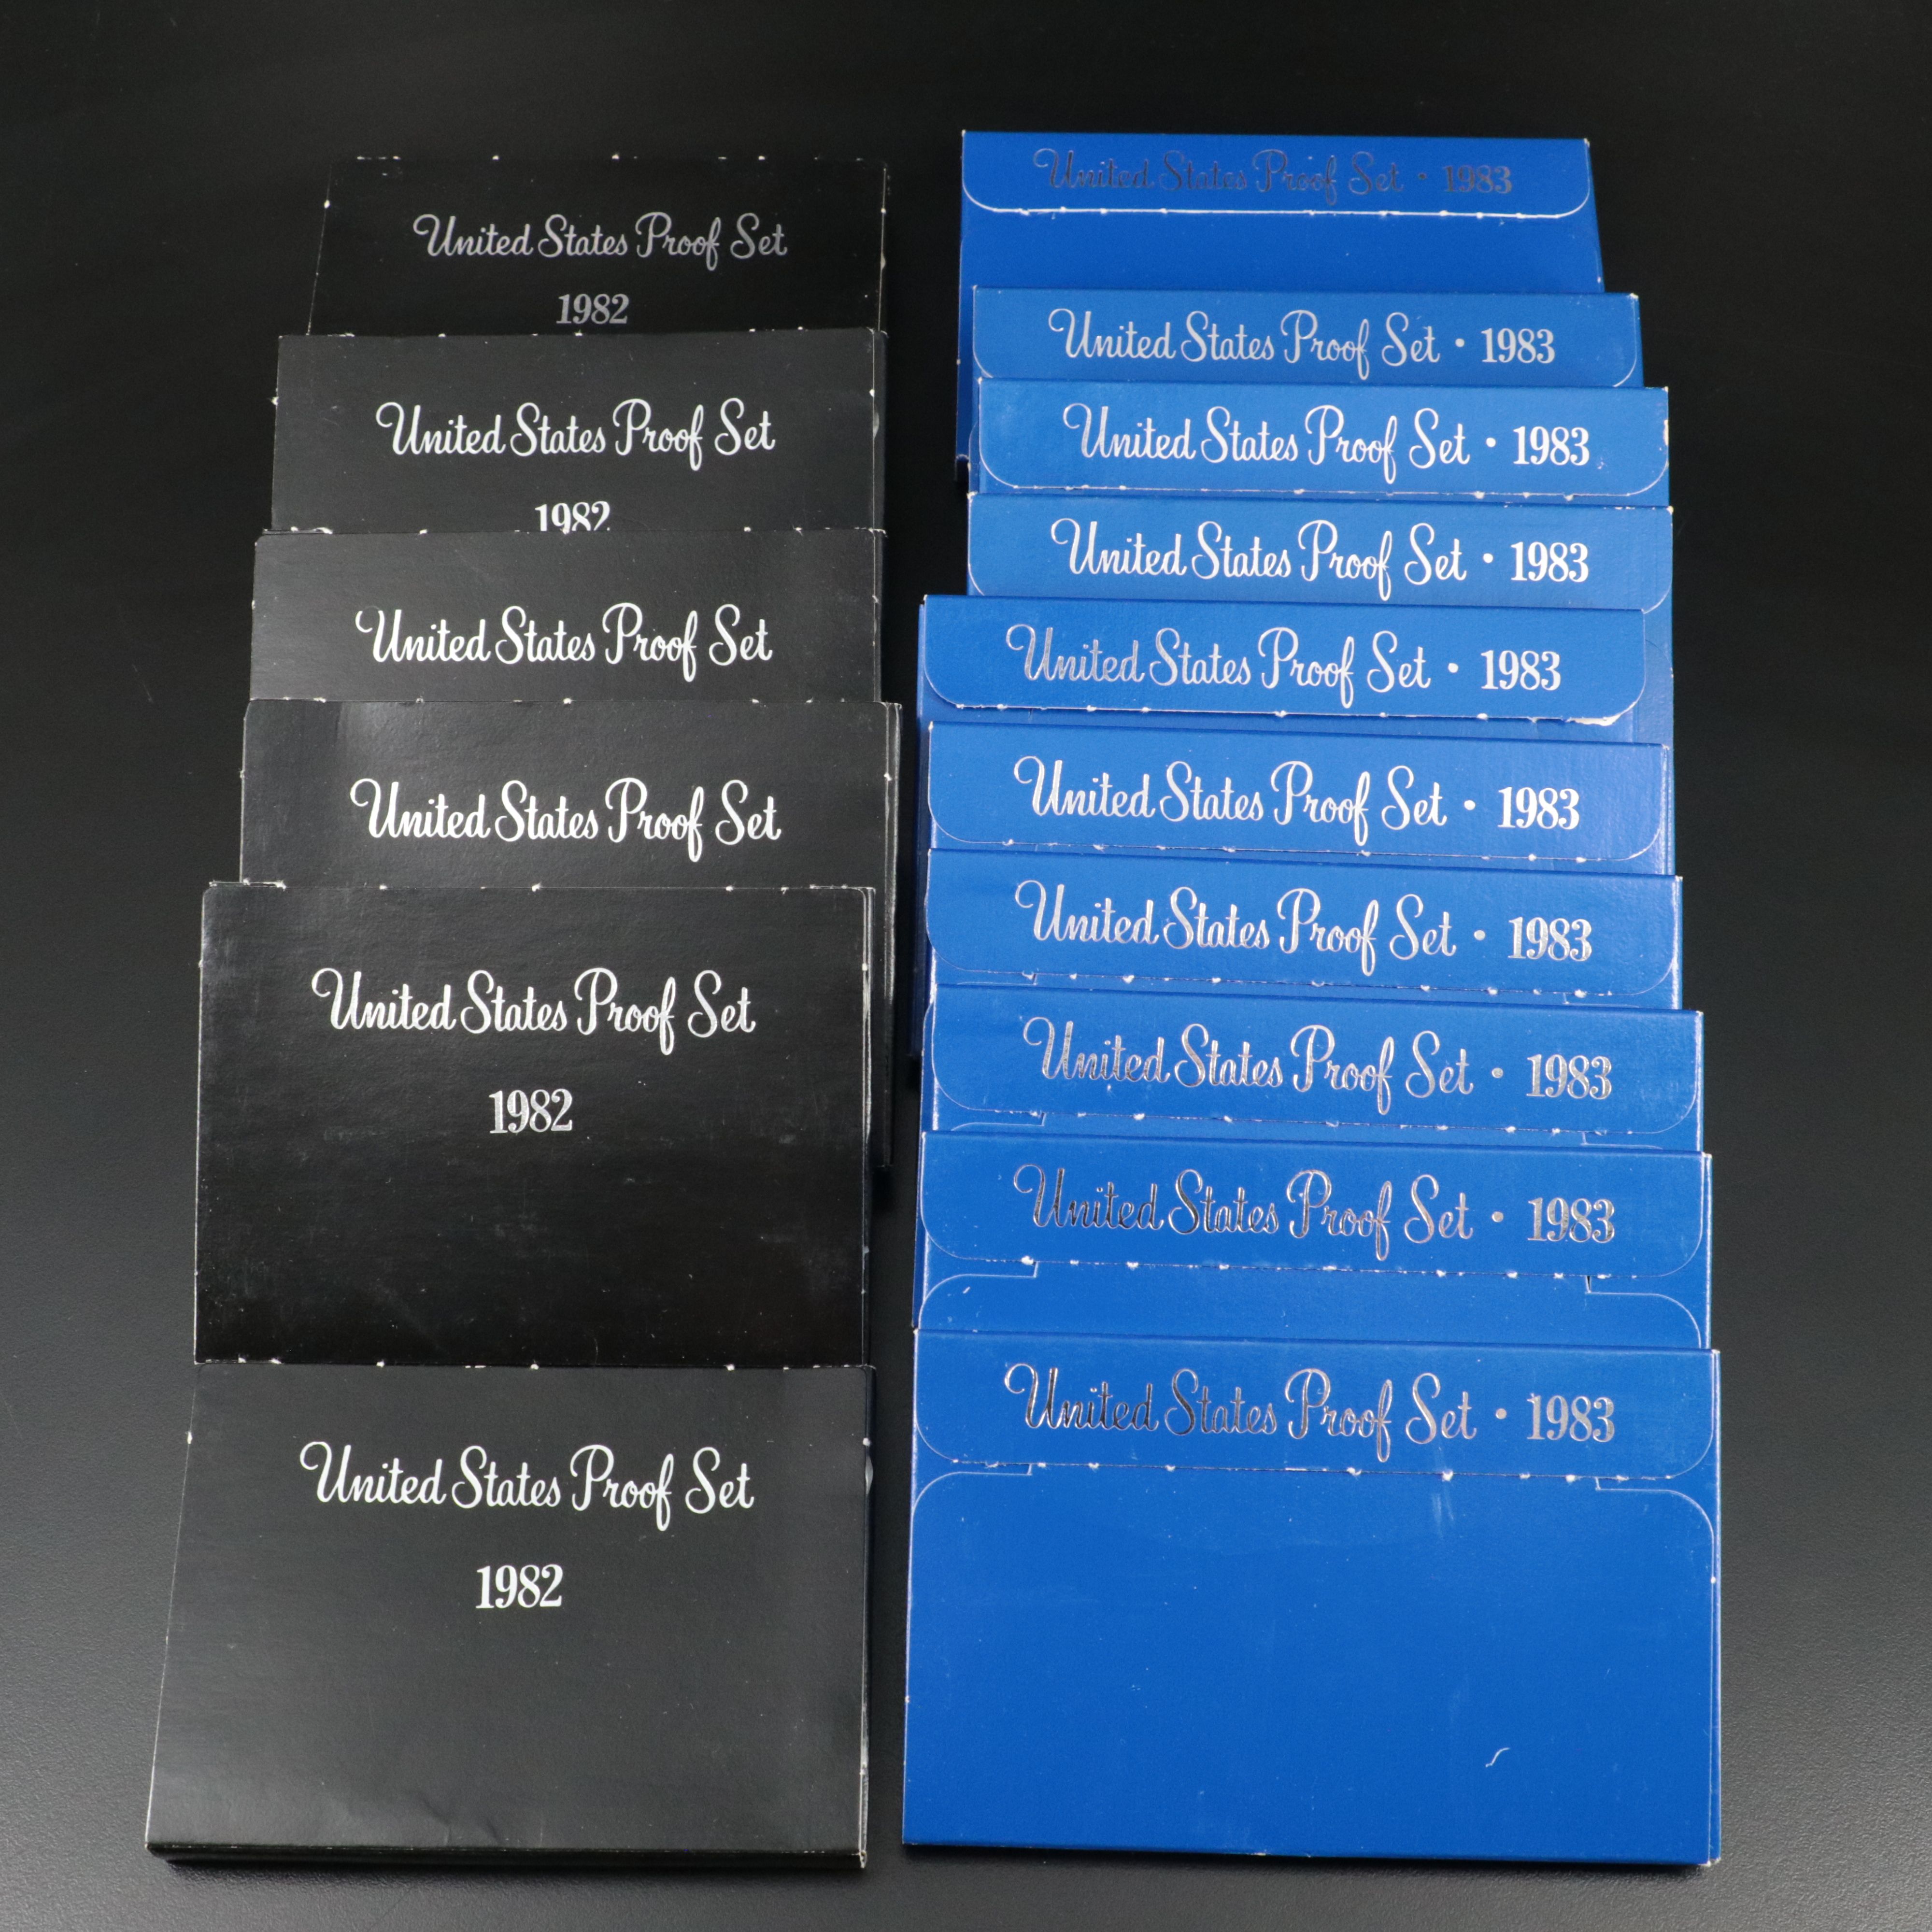 United States Proof Set
1982
United States Proof Set
1982
United States Proof Set
United States Proof Set
United States Proof Set
1982
United States Proof Set
1982
United States Proof Set • 1983
United States Proof Set • 1983
United States Proof Set • 1983
United States Proof Set • 1983
United States Proof Set • 1983
United States Proof Set • 1983
United States Proof Set • 1983
United States Proof Set • 1983
United States Proof Set • 1983
United States Proof Set • 1983